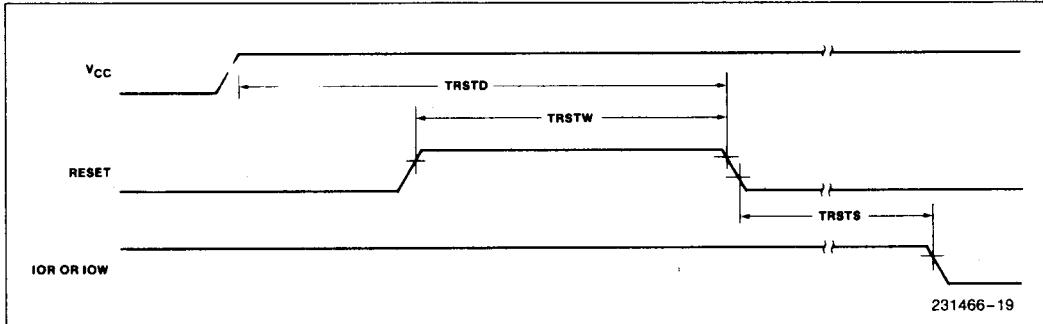 VCC
TRSTD
TRSTW
RESET
TRSTS
IOR OR IOW
231466–19